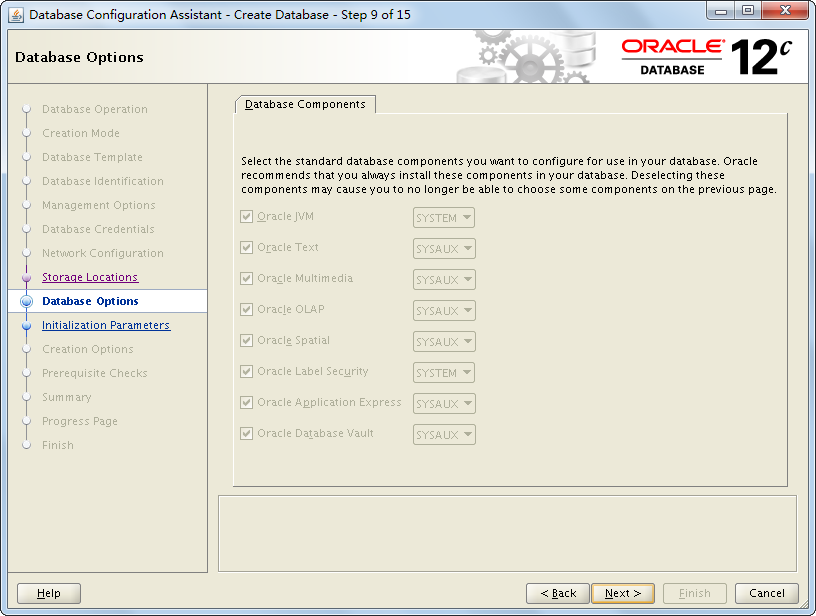 Database Configuration Assistant - Create Database - Step 9 of 15
Database Options
ORACLE®
DATABASE
12c
Database Operation
Creation Mode
Database Template
Database Identification
Management Options
Database Credentials
Network Configuration
Storage Locations
Database Options
Initialization Parameters
Creation Options
Prerequisite Checks
Summary
Progress Page
Finish
Database Components
Select the standard database components you want to configure for use in your database. Oracle
recommends that you always install these components in your database. Deselecting these
components may cause you to no longer be able to choose some components on the previous page.
Oracle JVM SYSTEM
Oracle Text SYSAUX
Oracle Multimedia SYSAUX
Oracle OLAP SYSAUX
Oracle Spatial SYSAUX
Oracle Label Security SYSTEM
Oracle Application Express SYSAUX
Oracle Database Vault SYSAUX
Help
< Back
Next >
Finish
Cancel